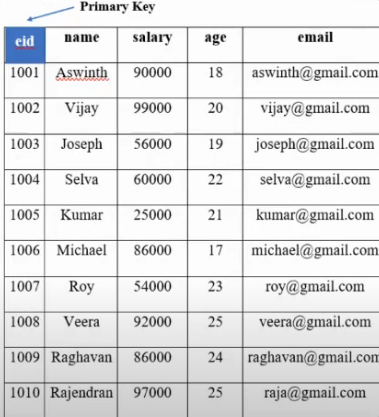 Primary Key
eid name salary age email
1001 Aswinth 90000 18 aswinth@gmail.com
1002 Vijay 99000 20 vijay@gmail.com
1003 Joseph 56000 19 joseph@gmail.com
1004 Selva 60000 22 selva@gmail.com
1005 Kumar 25000 21 kumar@gmail.com
1006 Michael 86000 17 michael@gmail.com
1007 Roy 54000 23 roy@gmail.com
1008 Veera 92000 25 veera@gmail.com
1009 Raghavan 86000 24 raghavan@gmail.com
1010 Rajendran 97000 25 raja@gmail.com